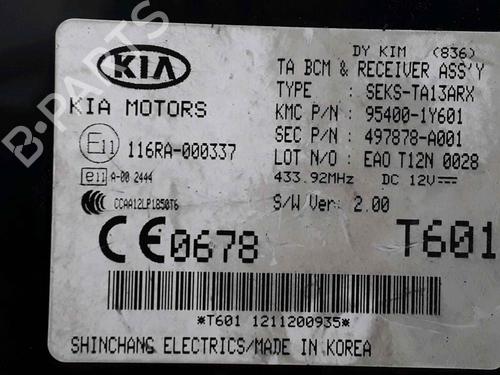 DY KIM (836)
KIA
TA BCM & RECEIVER ASS'Y
TYPE : SEKS-TA13ARX
KIA MOTORS
KMC P/N : 95400-1Y601
E11 116RA-000337
SEC P/N : 497878-A001
LOT N/O : EAO T12N 0028
e11 A-00 2444
433.92MHz DC 12V
CCAA12LP1850T6
S/W Ver: 2.00
CE0678
T601
*T601 1211200935*
SHINCHANG ELECTRICS/MADE IN KOREA
B-PARTS